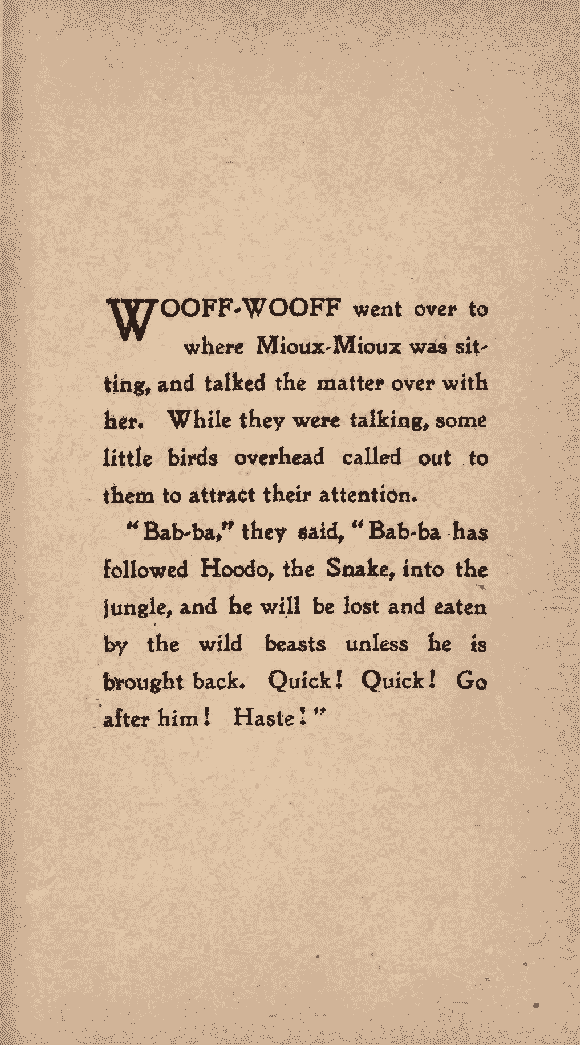 WOOFF-WOOFF went over to
where Mioux-Mioux was sit-
ting, and talked the matter over with
her. While they were talking, some
little birds overhead called out to
them to attract their attention.
"Bab-ba," they said, "Bab-ba has
followed Hoodo, the Snake, into the
jungle, and he will be lost and eaten
by the wild beasts unless he is
brought back. Quick! Quick! Go
after him! Haste!"